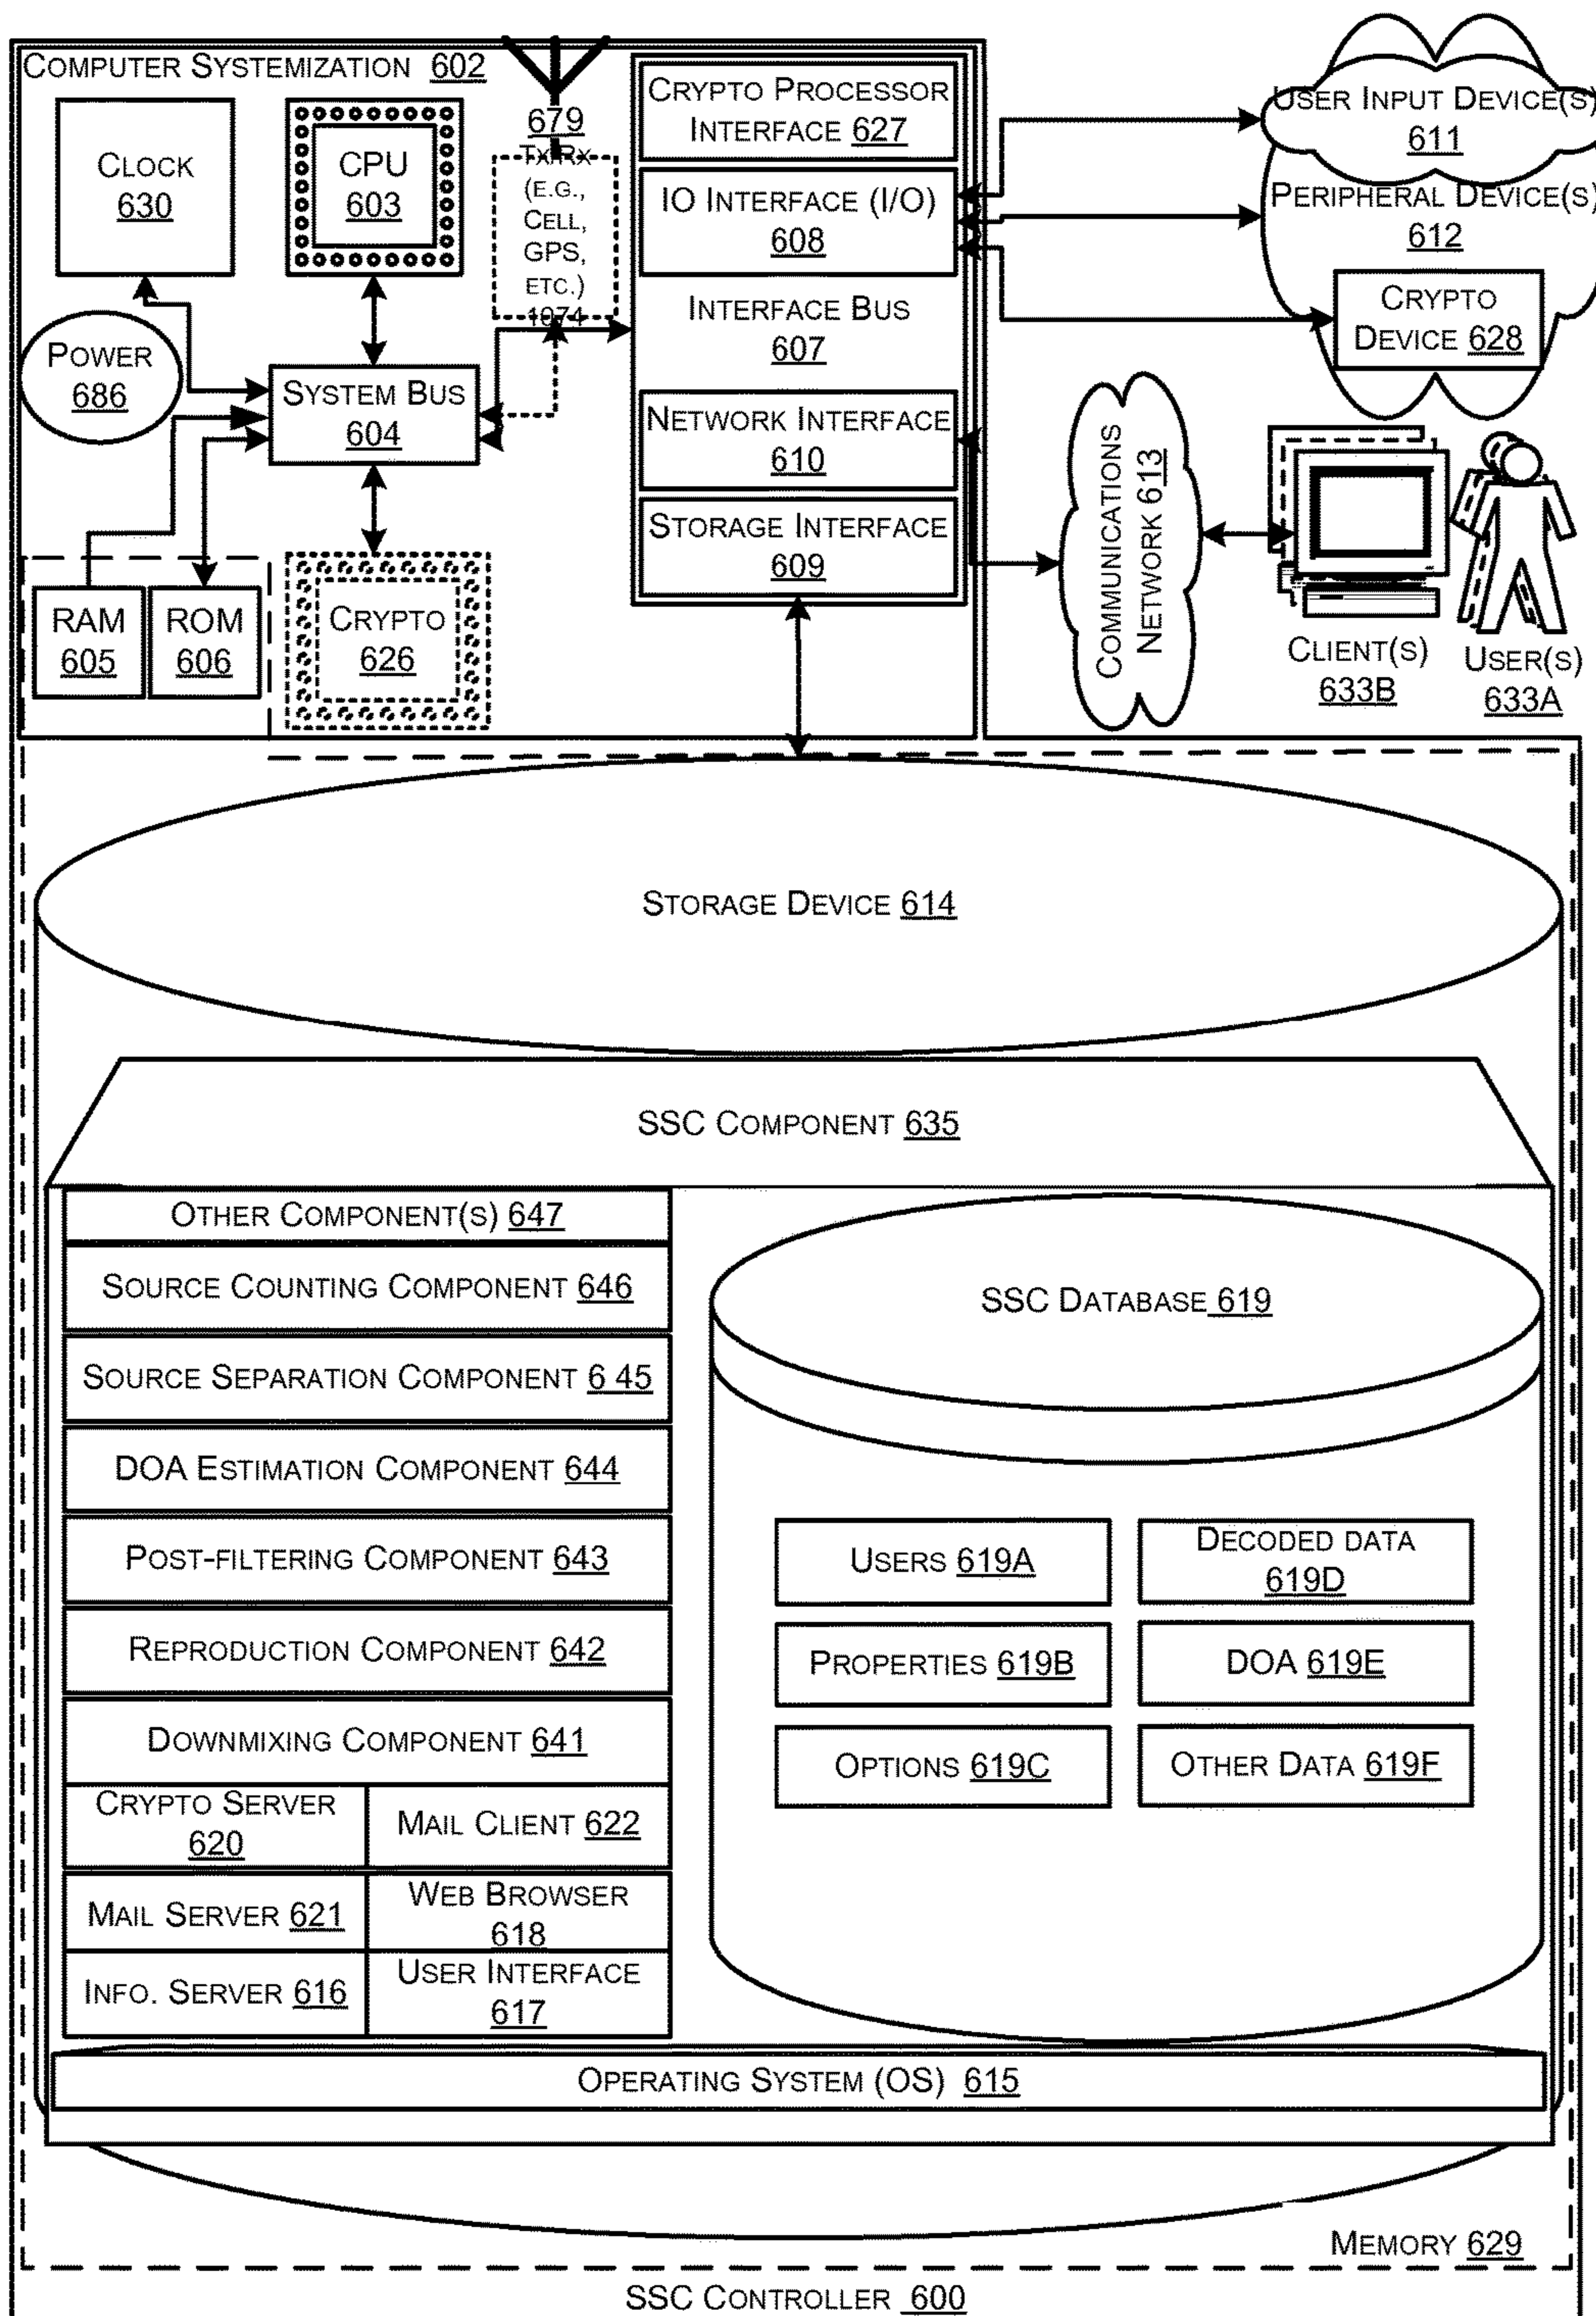 COMPUTER SYSTEMIZATION 602
CLOCK
630
CPU
603
679
TX/RX
(E.G.,
CELL,
GPS,
ETC.)
1074
POWER
686
SYSTEM BUS
604
RAM
605
ROM
606
CRYPTO
626
CRYPTO PROCESSOR
INTERFACE 627
IO INTERFACE (I/O)
608
INTERFACE BUS
607
NETWORK INTERFACE
610
STORAGE INTERFACE
609
USER INPUT DEVICE(S)
611
PERIPHERAL DEVICE(S)
612
CRYPTO
DEVICE 628
COMMUNICATIONS
NETWORK 613
CLIENT(S)
633B
USER(S)
633A
STORAGE DEVICE 614
SSC COMPONENT 635
OTHER COMPONENT(S) 647
SOURCE COUNTING COMPONENT 646
SOURCE SEPARATION COMPONENT 6 45
DOA ESTIMATION COMPONENT 644
POST-FILTERING COMPONENT 643
REPRODUCTION COMPONENT 642
DOWNMIXING COMPONENT 641
CRYPTO SERVER
620
MAIL CLIENT 622
MAIL SERVER 621
WEB BROWSER
618
INFO. SERVER 616
USER INTERFACE
617
SSC DATABASE 619
USERS 619A
DECODED DATA
619D
PROPERTIES 619B
DOA 619E
OPTIONS 619C
OTHER DATA 619F
OPERATING SYSTEM (OS) 615
MEMORY 629
SSC CONTROLLER 600